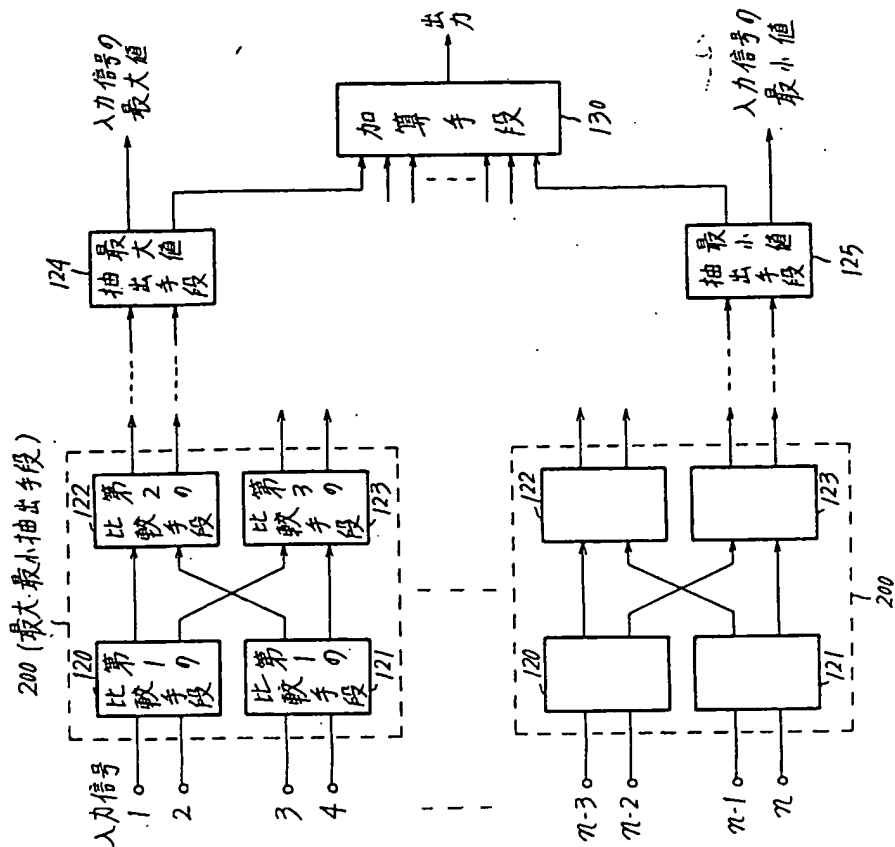 入力信号
1
2
3
4
n-3
n-2
n-1
n
200 (最大・最小抽出手段)
120
第1の
比較手段
第1の
比較手段
121
122
第2の
比較手段
第3の
比較手段
123
120
121
122
123
200
124
最大値
抽出手段
入力信号の
最大値
最小値
抽出手段
125
入力信号の
最小値
加算手段
130
出力